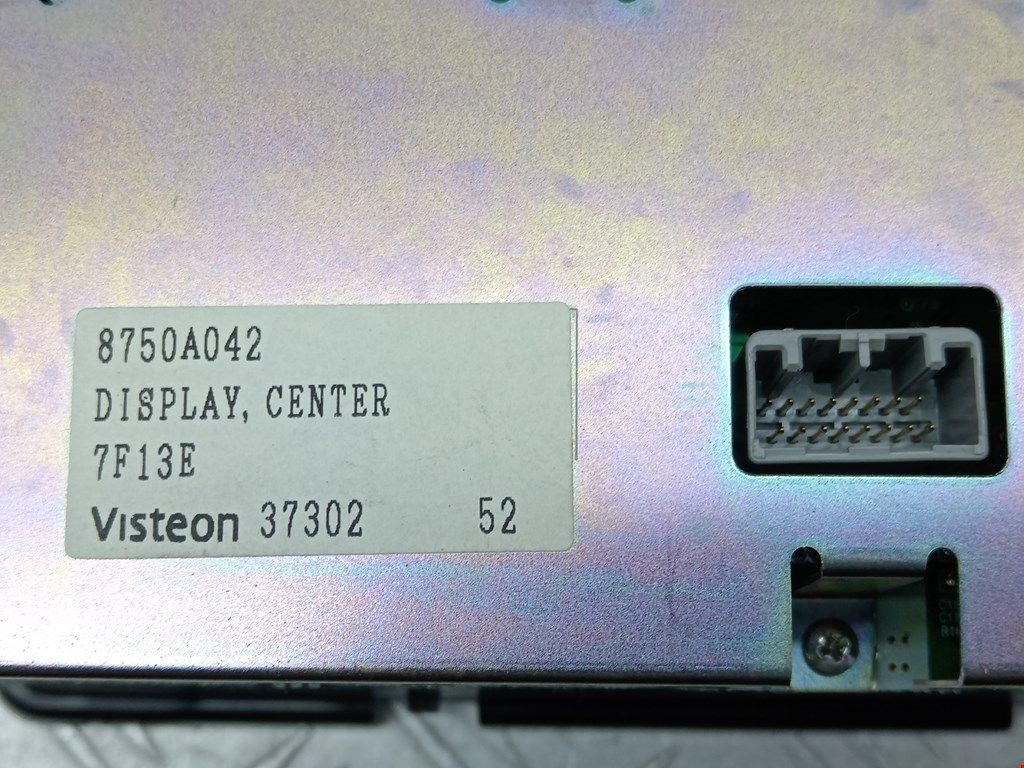 8750A042
DISPLAY, CENTER
7F13E
Visteon 37302 52